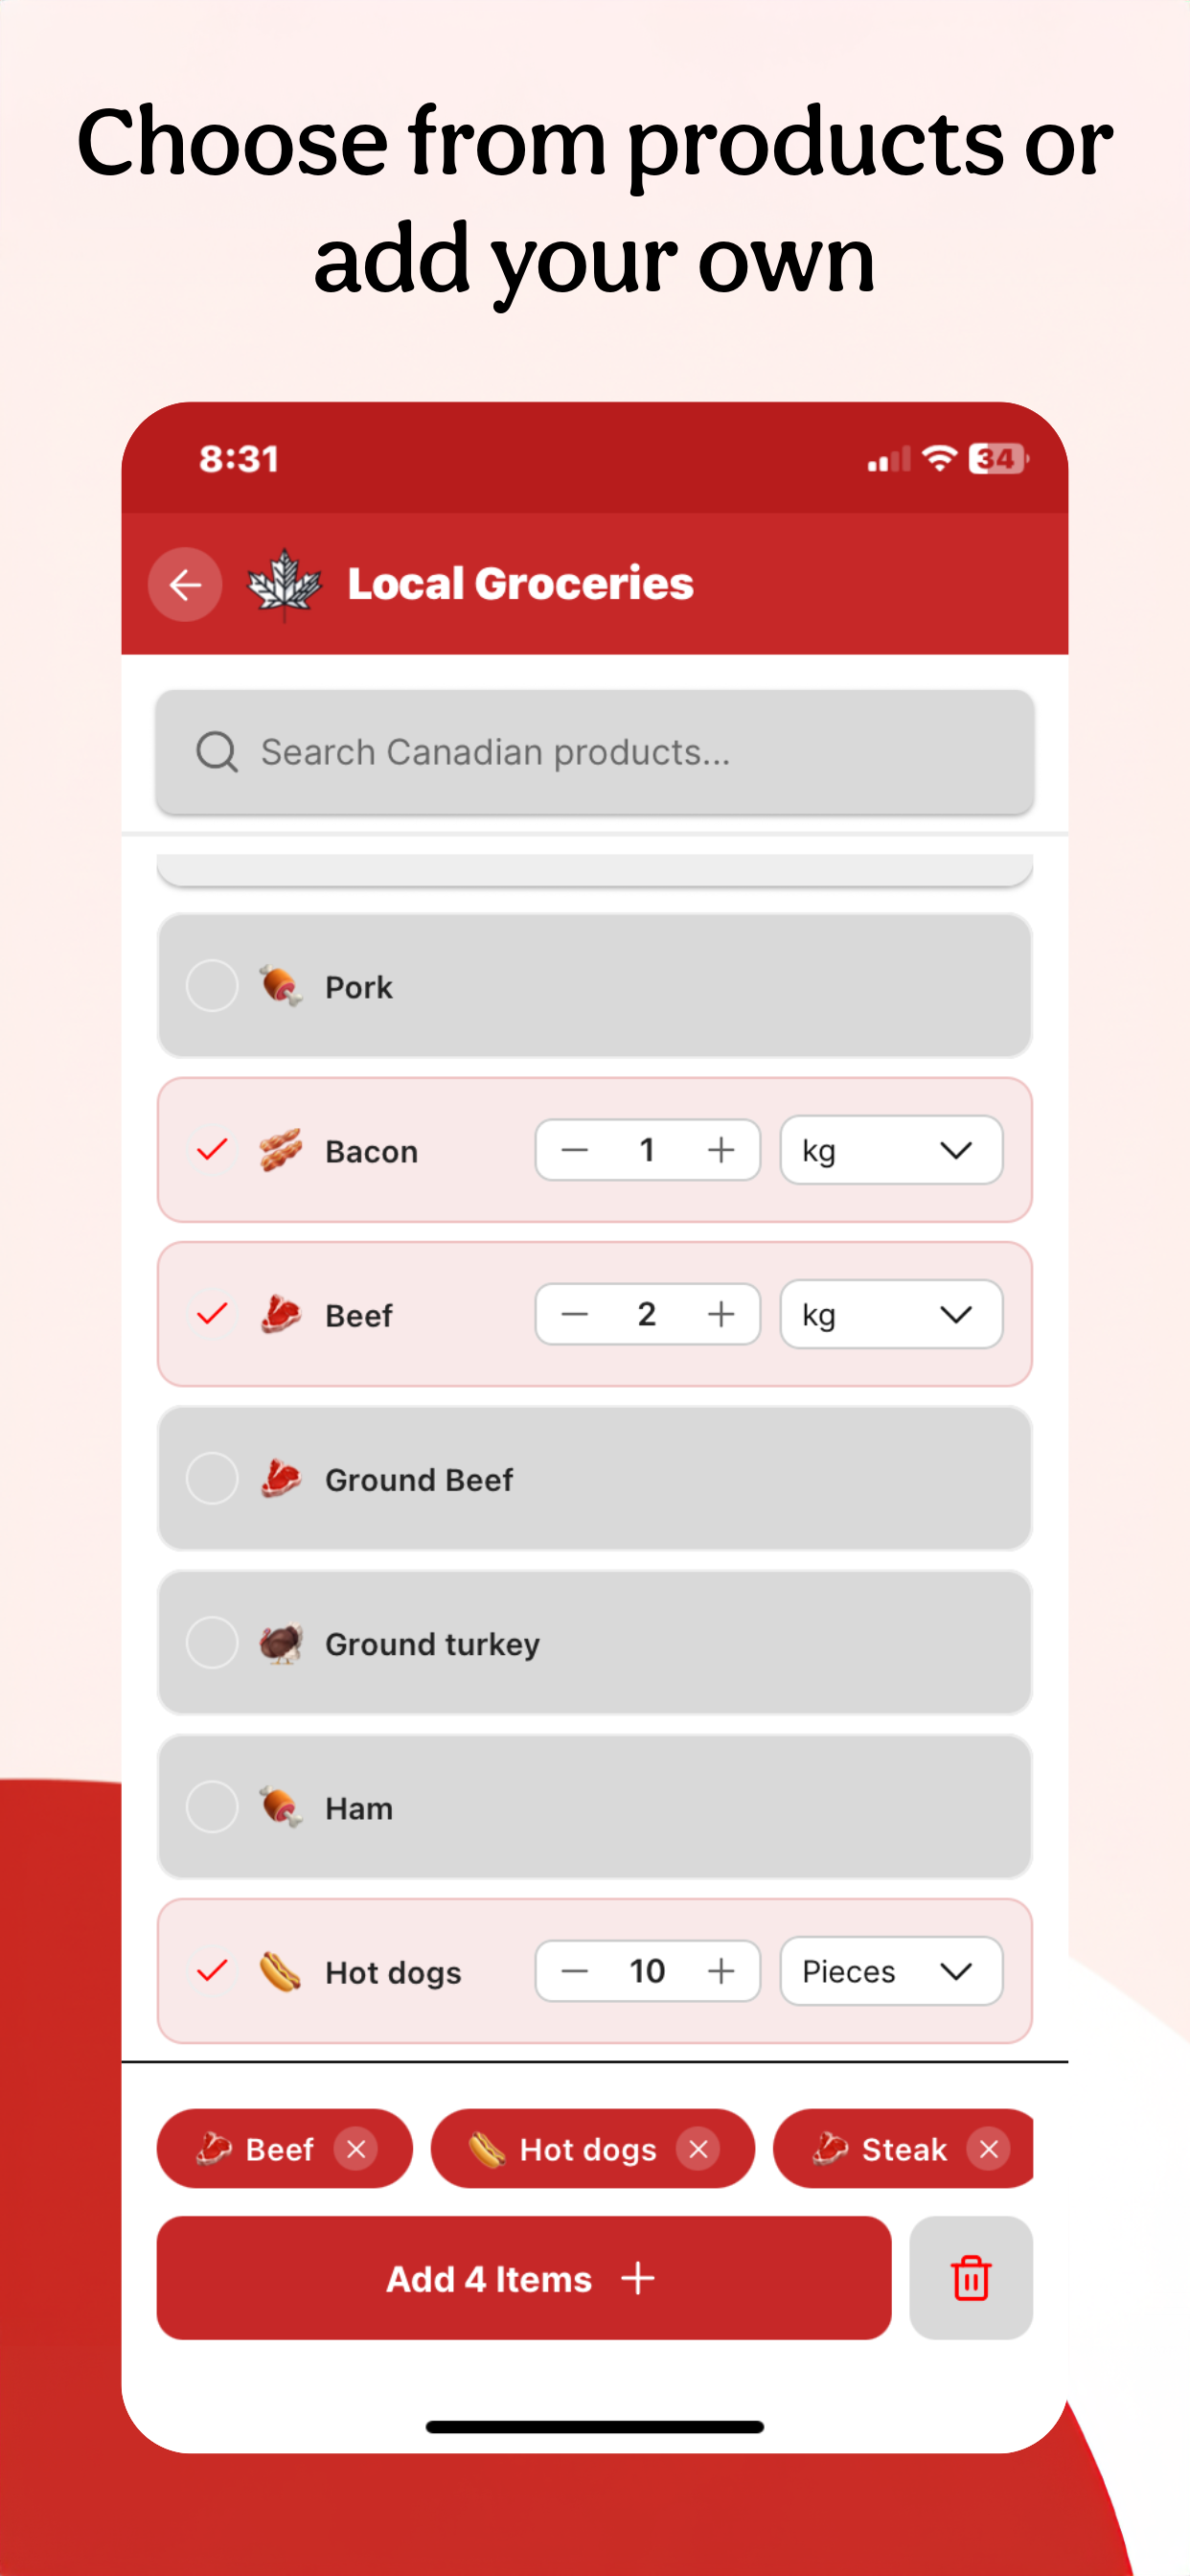 Choose from products or
add your own
8:31
34
Local Groceries
Search Canadian products...
Pork
Bacon 1 kg
Beef 2 kg
Ground Beef
Ground turkey
Ham
Hot dogs 10 Pieces
Beef Hot dogs Steak
Add 4 Items +